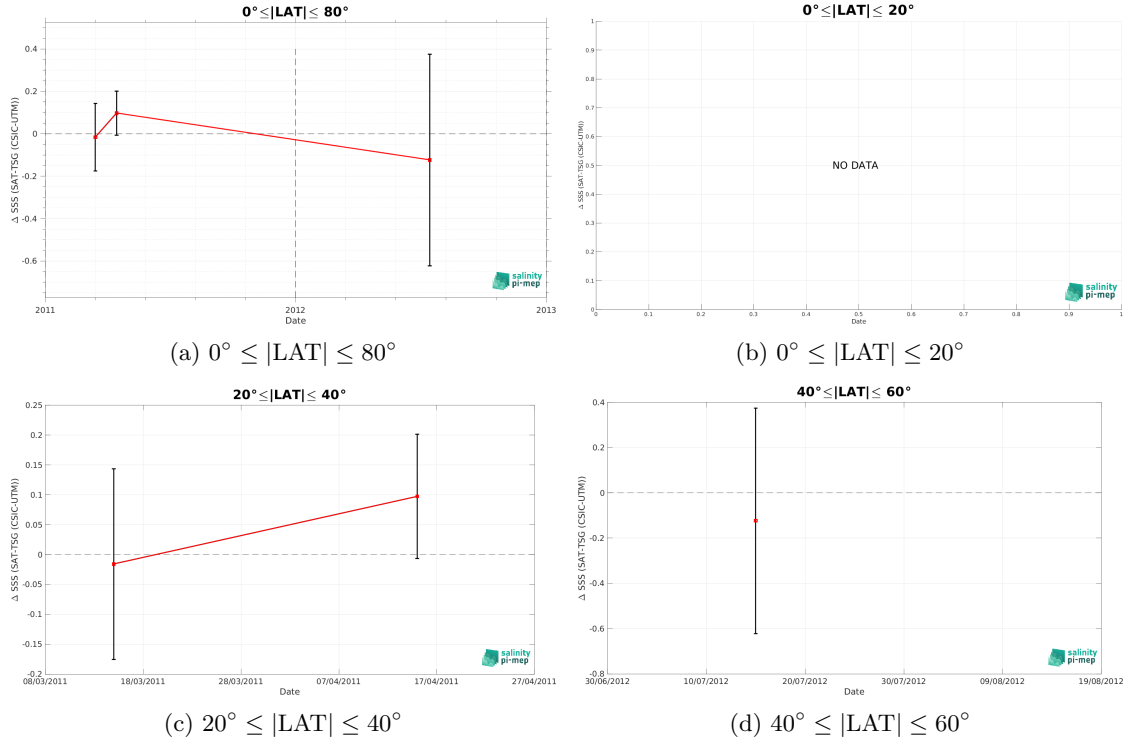 0°≤|LAT|≤ 80°
Δ SSS (SAT-TSG (CSIC-UTM))
0.4
0.2
0
-0.2
-0.4
-0.6
2011
2012
2013
Date
salinity
pi-mep
(a) 0° ≤ |LAT| ≤ 80°
0°≤|LAT|≤ 20°
Δ SSS (SAT-TSG (CSIC-UTM))
1
0.9
0.8
0.7
0.6
0.5
0.4
0.3
0.2
0.1
0
NO DATA
0
0.1
0.2
0.3
0.4
0.5
0.6
0.7
0.8
0.9
1
Date
salinity
pi-mep
(b) 0° ≤ |LAT| ≤ 20°
20°≤|LAT|≤ 40°
Δ SSS (SAT-TSG (CSIC-UTM))
0.25
0.2
0.15
0.1
0.05
0
-0.05
-0.1
-0.15
-0.2
08/03/2011
18/03/2011
28/03/2011
07/04/2011
17/04/2011
27/04/2011
Date
salinity
pi-mep
(c) 20° ≤ |LAT| ≤ 40°
40°≤|LAT|≤ 60°
Δ SSS (SAT-TSG (CSIC-UTM))
0.4
0.2
0
-0.2
-0.4
-0.6
-0.8
30/06/2012
10/07/2012
20/07/2012
30/07/2012
09/08/2012
19/08/2012
Date
salinity
pi-mep
(d) 40° ≤ |LAT| ≤ 60°